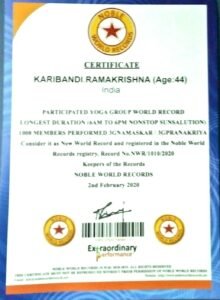 NOBLE
WORLD RECORDS
CERTIFICATE
KARIBANDI RAMAKRISHNA (Age:44)
India
PARTICIPATED YOGA GROUP WORLD RECORD
LONGEST DURATION (6AM TO 6PM NONSTOP SUNSALUTION)
1000 MEMBERS PERFORMED JGNAMASKAR JGPRANAKRIYA
Consider it as New World Record and registered in the Noble World
Records registry. Record No.NWR/1010/2020
Keepers of the Records
NOBLE WORLD RECORDS
2nd February 2020
Extraordinary
performance